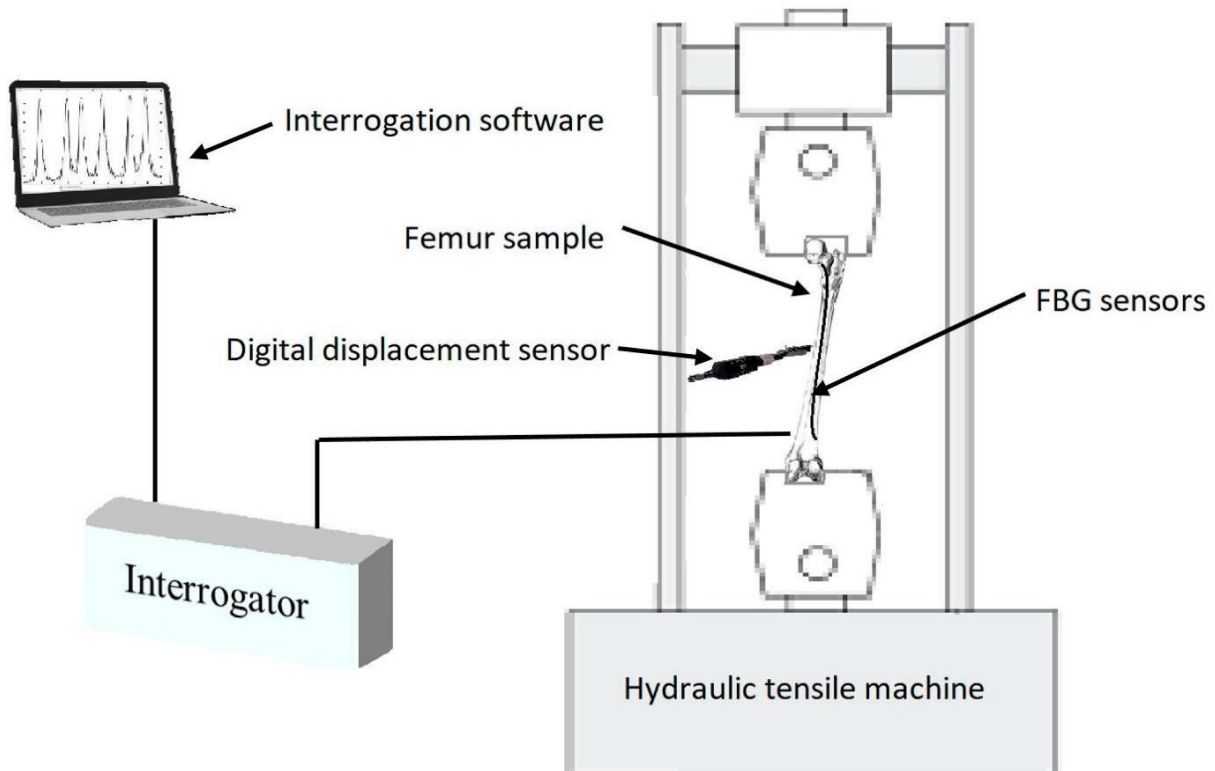 Interrogation software
Femur sample
FBG sensors
Digital displacement sensor
Interrogator
Hydraulic tensile machine